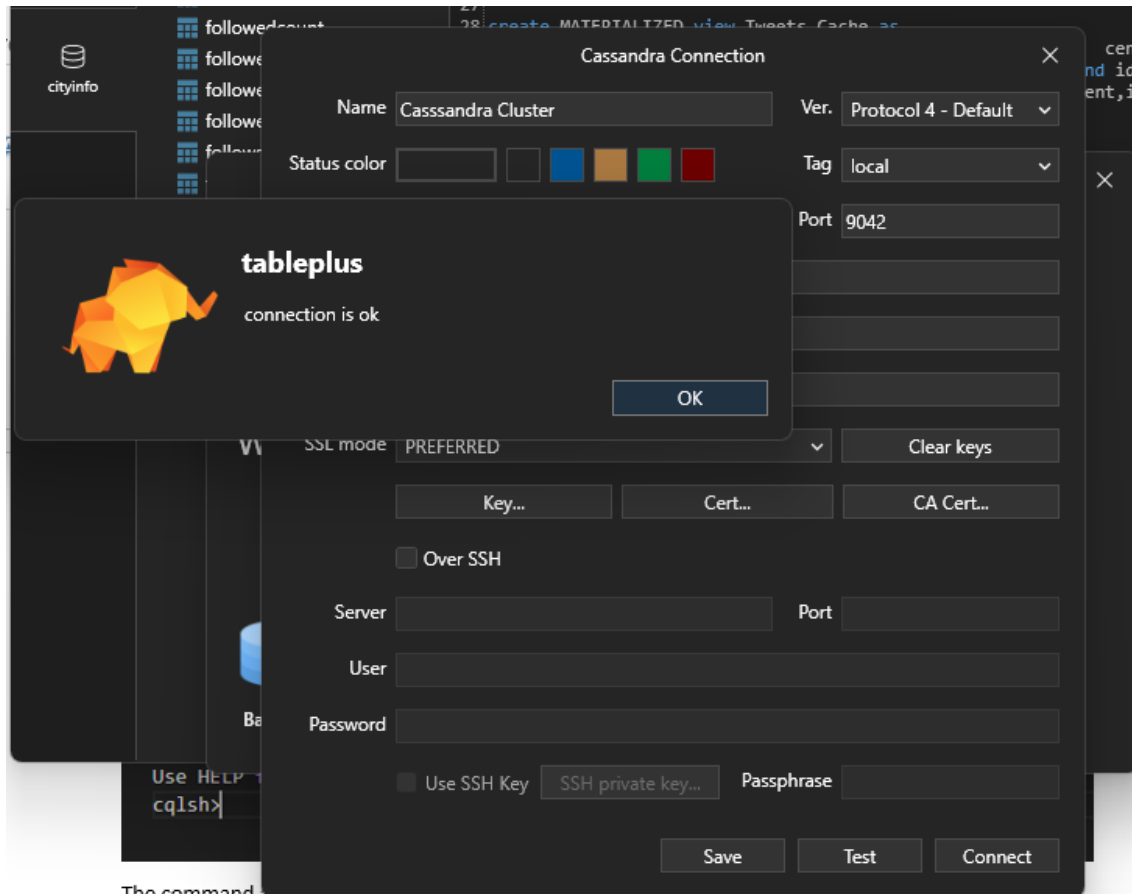 followedcount
28 create MATERIALIZED view Tweets_Cache as
Cassandra Connection
cityinfo
Name Casssandra Cluster Ver. Protocol 4 - Default
Status color Tag local
Port 9042
tableplus
connection is ok
OK
SSL mode PREFERRED Clear keys
Key... Cert... CA Cert...
Over SSH
Server Port
User
Password
Use HELP
cqlsh>
Use SSH Key SSH private key... Passphrase
Save Test Connect
The command